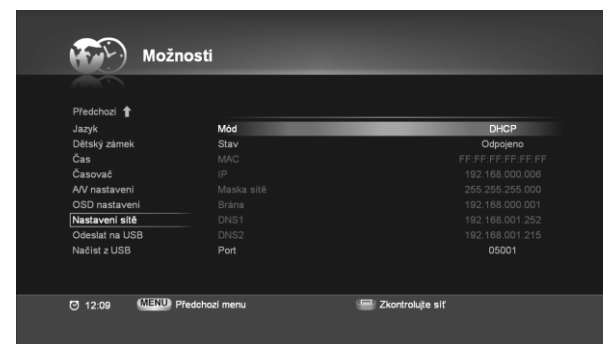 Možnosti
Předchozí
Jazyk Mód DHCP
Dětský zámek Stav Odpojeno
Čas MAC FF:FF:FF:FF:FF:FF
Časovač IP 192.168.000.006
A/V nastavení Maska sítě 255.255.255.000
OSD nastavení Brána 192.168.000.001
Nastavení sítě DNS1 192.168.001.252
Odeslat na USB DNS2 192.168.001.215
Načíst z USB Port 05001
12:09 MENU Předchozí menu Zkontrolujte síť